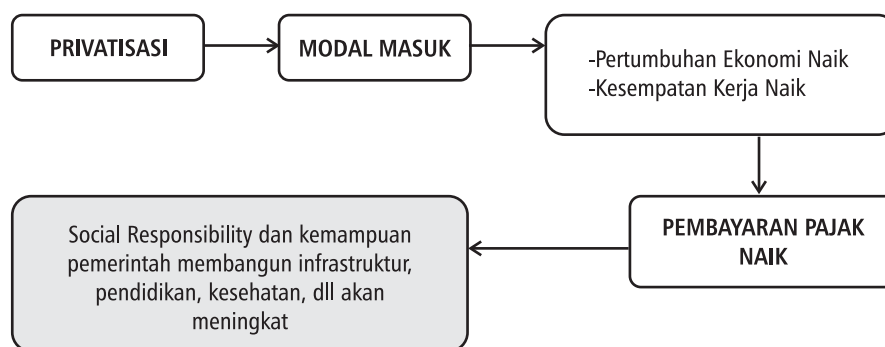 PRIVATISASI
MODAL MASUK
-Pertumbuhan Ekonomi Naik
-Kesempatan Kerja Naik
PEMBAYARAN PAJAK
NAIK
Social Responsibility dan kemampuan
pemerintah membangun infrastruktur,
pendidikan, kesehatan, dll akan
meningkat